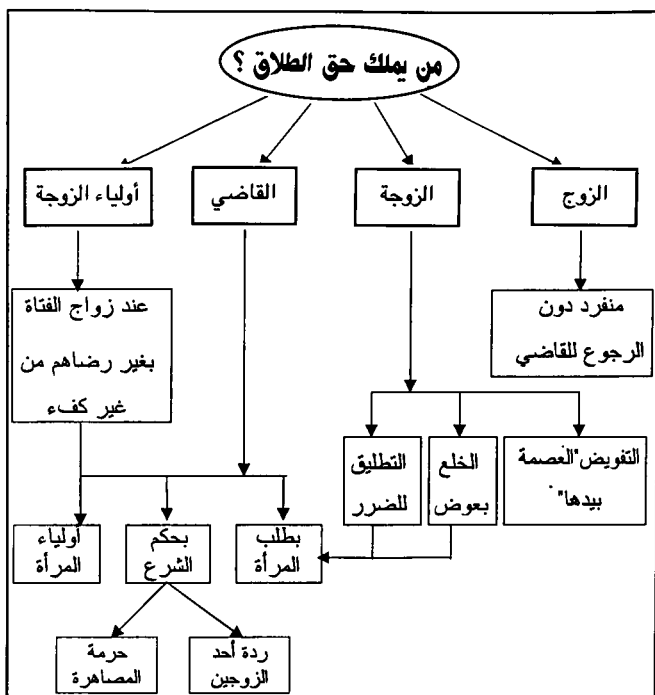 من يملك حق الطلاق ؟
الزوج
الزوجة
القاضي
أولياء الزوجة
منفرد دون
الرجوع للقاضي
عند زواج الفتاة
بغير رضاهم من
غير كفء
التفويض "العصمة
بيدها"
الخلع
بعوض
التطليق
للضرر
بطلب
المرأة
بحكم
الشرع
أولياء
المرأة
ردة أحد
الزوجين
حرمة
المصاهرة